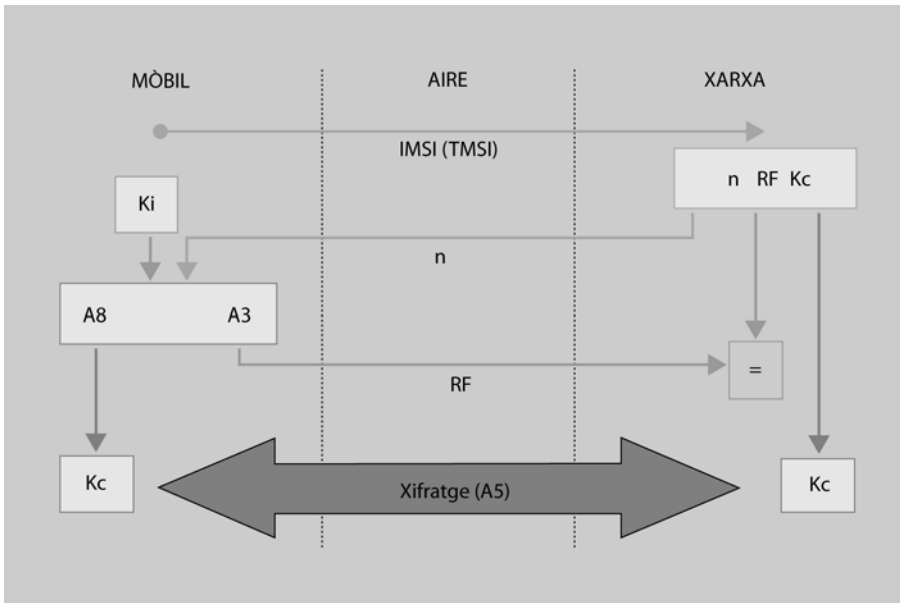 MÒBIL AIRE XARXA
IMSI (TMSI)
n RF Kc
Ki
n
A8 A3
=
RF
Kc Xifratge (A5) Kc